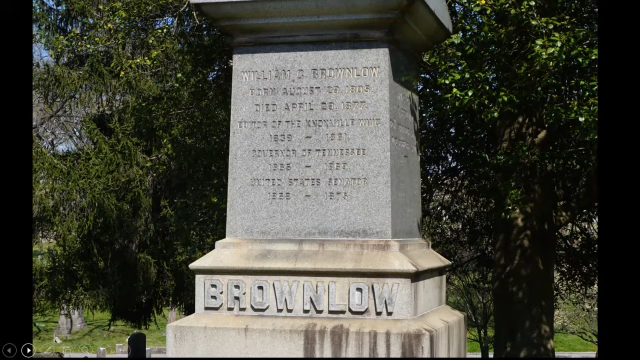 WILLIAM G. BROWNLOW
BORN AUGUST 29, 1805.
DIED APRIL 29, 1877.
EDITOR OF THE KNOXVILLE WHIG
1839 — 1861.
GOVERNOR OF TENNESSEE
1865 — 1869.
UNITED STATES SENATOR
1869 — 1875.
BROWNLOW